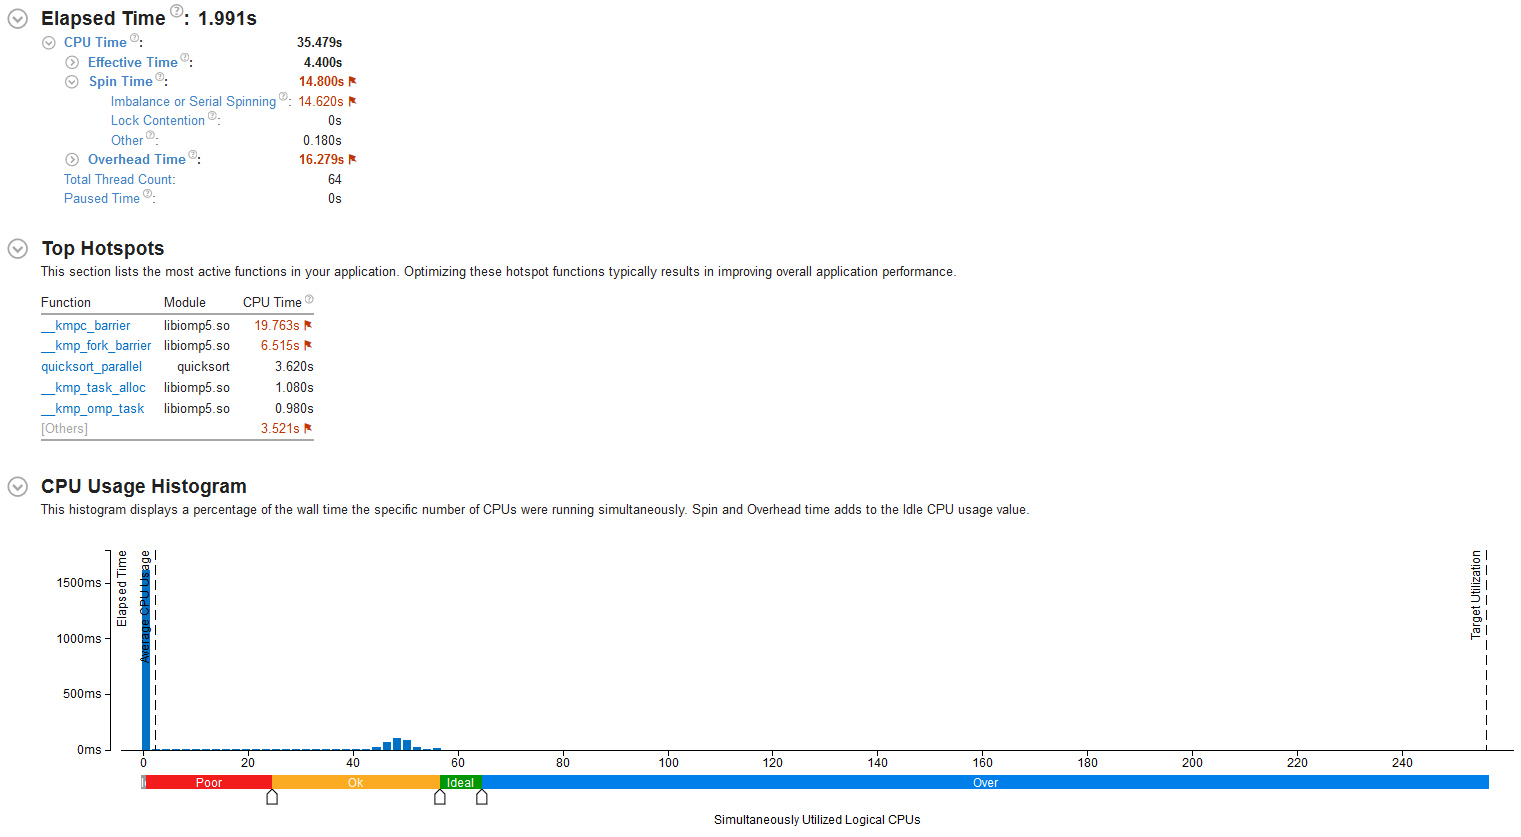 Elapsed Time ?: 1.991s
CPU Time ?: 35.479s
Effective Time ?: 4.400s
Spin Time ?: 14.800s
Imbalance or Serial Spinning ?: 14.620s
Lock Contention ?: 0s
Other ?: 0.180s
Overhead Time ?: 16.279s
Total Thread Count: 64
Paused Time ?: 0s
Top Hotspots
This section lists the most active functions in your application. Optimizing these hotspot functions typically results in improving overall application performance.
Function Module CPU Time ?
__kmpc_barrier libiomp5.so 19.763s
__kmp_fork_barrier libiomp5.so 6.515s
quicksort_parallel quicksort 3.620s
__kmp_task_alloc libiomp5.so 1.080s
__kmp_omp_task libiomp5.so 0.980s
[Others] 3.521s
CPU Usage Histogram
This histogram displays a percentage of the wall time the specific number of CPUs were running simultaneously. Spin and Overhead time adds to the Idle CPU usage value.
Elapsed Time
Average CPU Usage
Target Utilization
1500ms
1000ms
500ms
0ms
0 20 40 60 80 100 120 140 160 180 200 220 240
Poor Ok Ideal Over
Simultaneously Utilized Logical CPUs